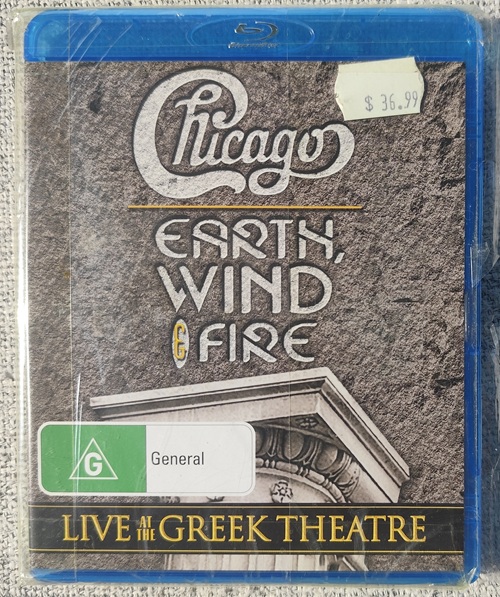 $ 36.99
Chicago
EARTH,
WIND
& FIRE
G General
LIVE AT THE GREEK THEATRE